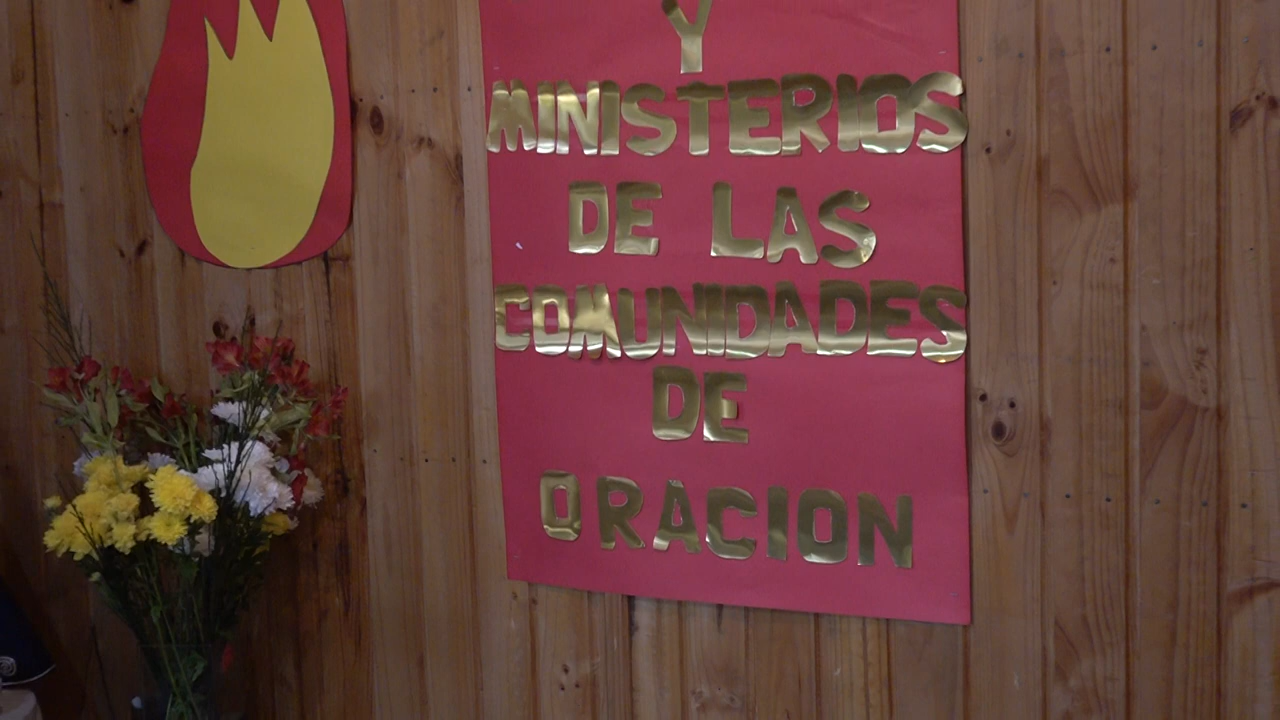 Y
MINISTERIOS
DE LAS
COMUNIDADES
DE
ORACION